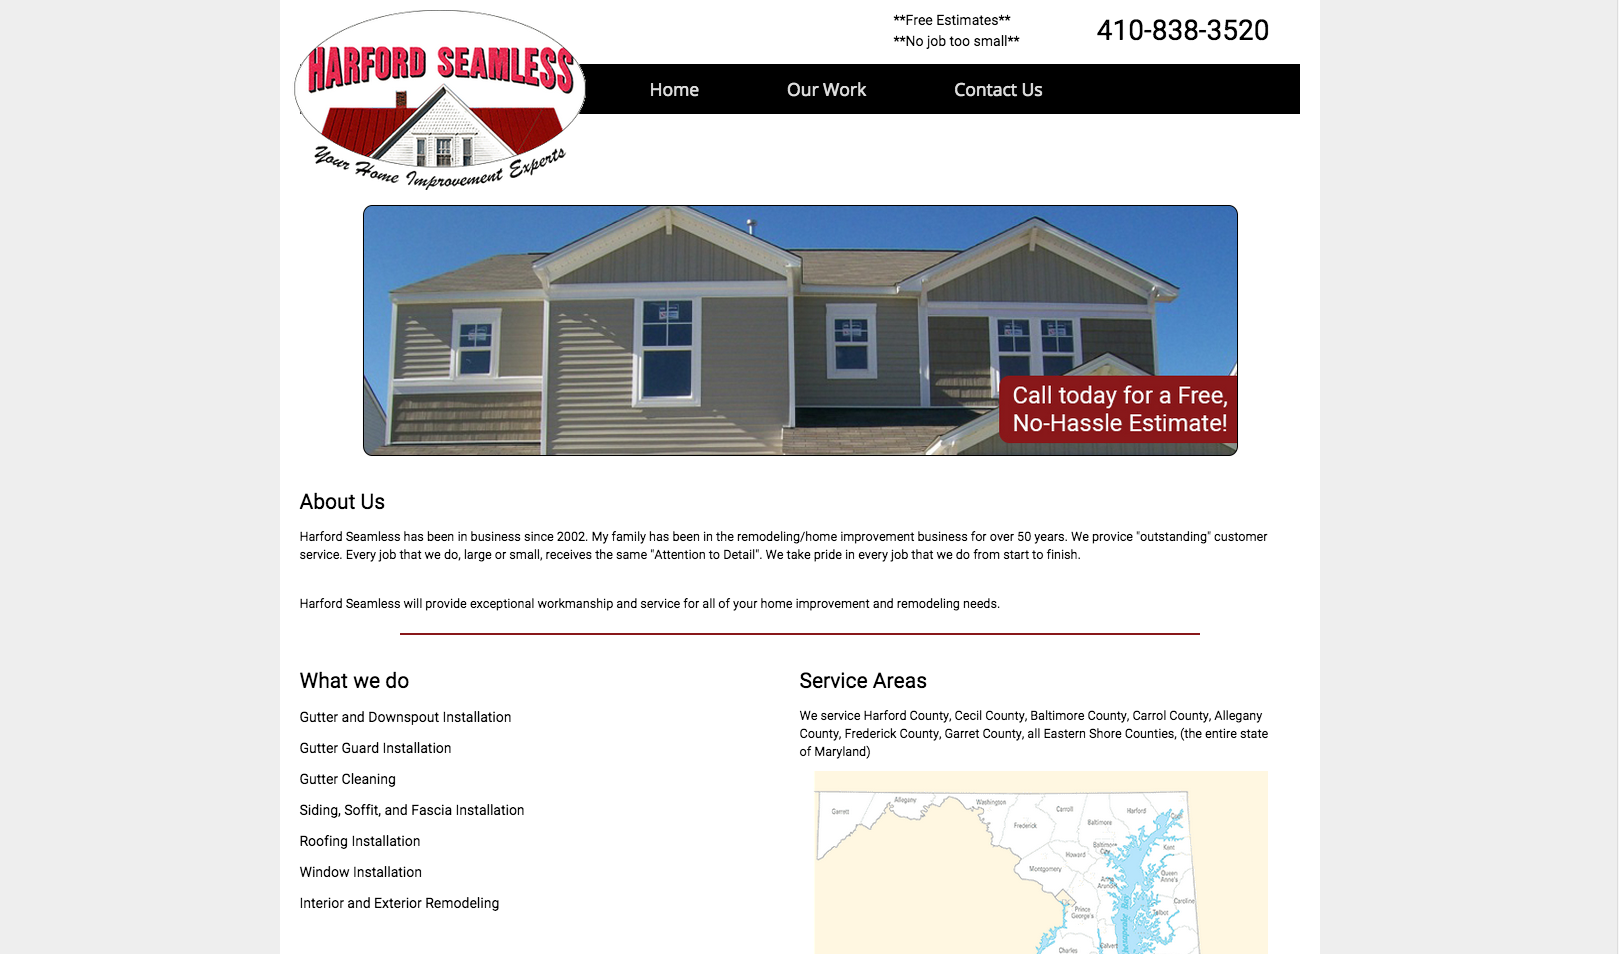 HARFORD SEAMLESS
Your Home Improvement Experts
**Free Estimates**
**No job too small**
410-838-3520
Home
Our Work
Contact Us
Call today for a Free,
No-Hassle Estimate!
About Us
Harford Seamless has been in business since 2002. My family has been in the remodeling/home improvement business for over 50 years. We provice "outstanding" customer
service. Every job that we do, large or small, receives the same "Attention to Detail". We take pride in every job that we do from start to finish.
Harford Seamless will provide exceptional workmanship and service for all of your home improvement and remodeling needs.
What we do
Gutter and Downspout Installation
Gutter Guard Installation
Gutter Cleaning
Siding, Soffit, and Fascia Installation
Roofing Installation
Window Installation
Interior and Exterior Remodeling
Service Areas
We service Harford County, Cecil County, Baltimore County, Carrol County, Allegany
County, Frederick County, Garret County, all Eastern Shore Counties, (the entire state
of Maryland)
Garrett
Allegany
Washington
Carroll
Harford
Cecil
Frederick
Baltimore
Baltimore
City
Kent
Howard
Montgomery
Queen
Anne's
Anne
Arundel
Caroline
Prince
George's
Talbot
Charles
Calvert